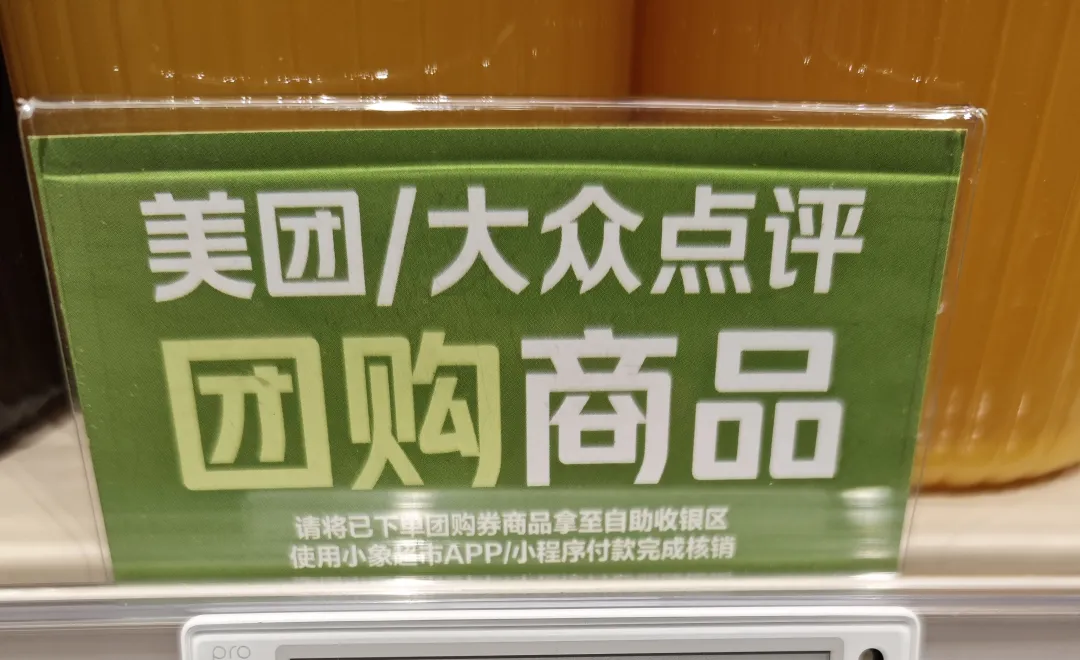 美团/大众点评
团购商品
请将已下单团购券商品拿至自助收银区
使用小象超市APP/小程序付款完成核销
pro